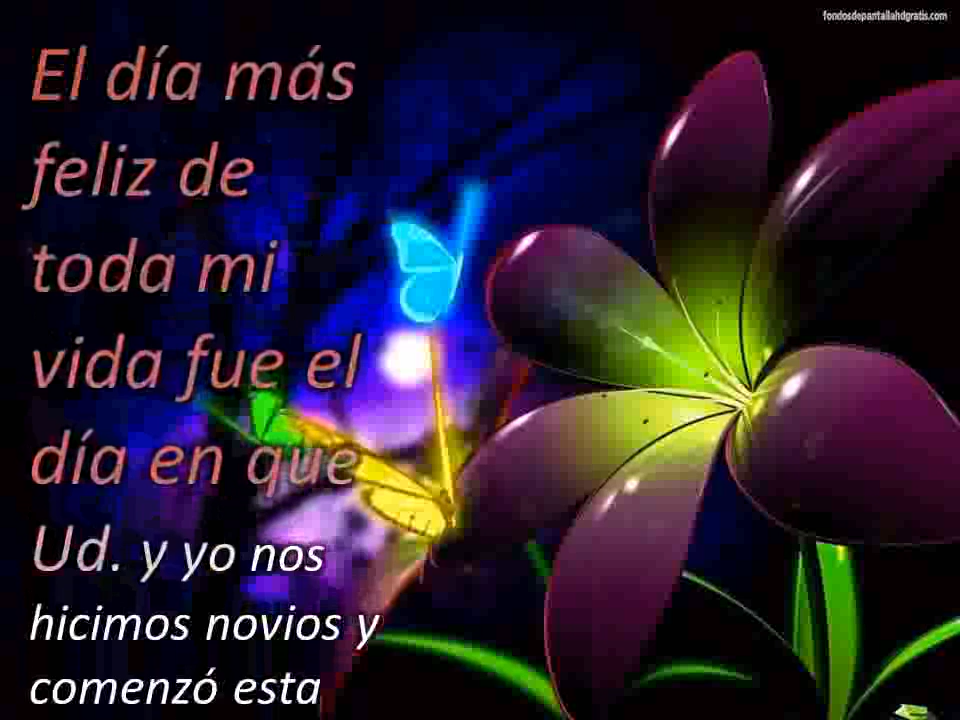 fondosdepantallahdgratis.com
El día más
feliz de
toda mi
vida fue el
día en que
Ud. y yo nos
hicimos novios y
comenzó esta